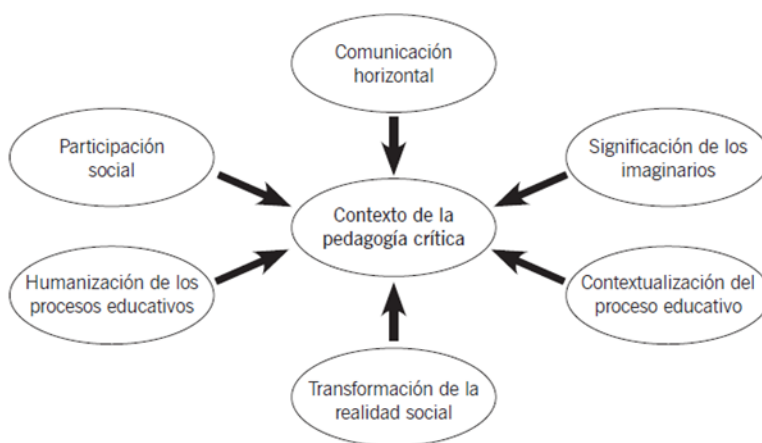 Comunicación
horizontal
Participación
social
Significación de los
imaginarios
Contexto de la
pedagogía crítica
Humanización de los
procesos educativos
Contextualización del
proceso educativo
Transformación de la
realidad social